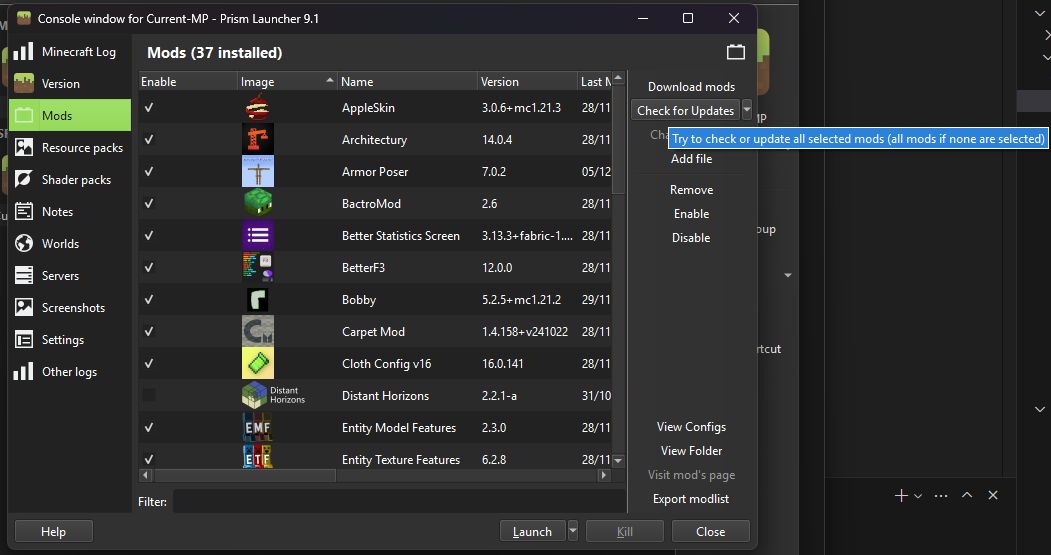 Console window for Current-MP - Prism Launcher 9.1
Minecraft Log
Version
Mods
Resource packs
Shader packs
Notes
Worlds
Servers
Screenshots
Settings
Other logs
Mods (37 installed)
Enable Image Name Version Last M
AppleSkin 3.0.6+mc1.21.3 28/11
Architectury 14.0.4 28/11
Armor Poser 7.0.2 05/12
BactroMod 2.6 28/11
Better Statistics Screen 3.13.3+fabric-1.... 28/11
BetterF3 12.0.0 28/11
Bobby 5.2.5+mc1.21.2 29/11
Carpet Mod 1.4.158+v241022 28/11
Cloth Config v16 16.0.141 28/11
Distant Horizons Distant Horizons 2.2.1-a 31/10
EMF Entity Model Features 2.3.0 28/11
ETF Entity Texture Features 6.2.8 28/11
Filter:
Download mods
Check for Updates
MP
Cha
Try to check or update all selected mods (all mods if none are selected)
Add file
Remove
Enable
Disable
oup
rtcut
View Configs
View Folder
Visit mod's page
Export modlist
Help
Launch
Kill
Close